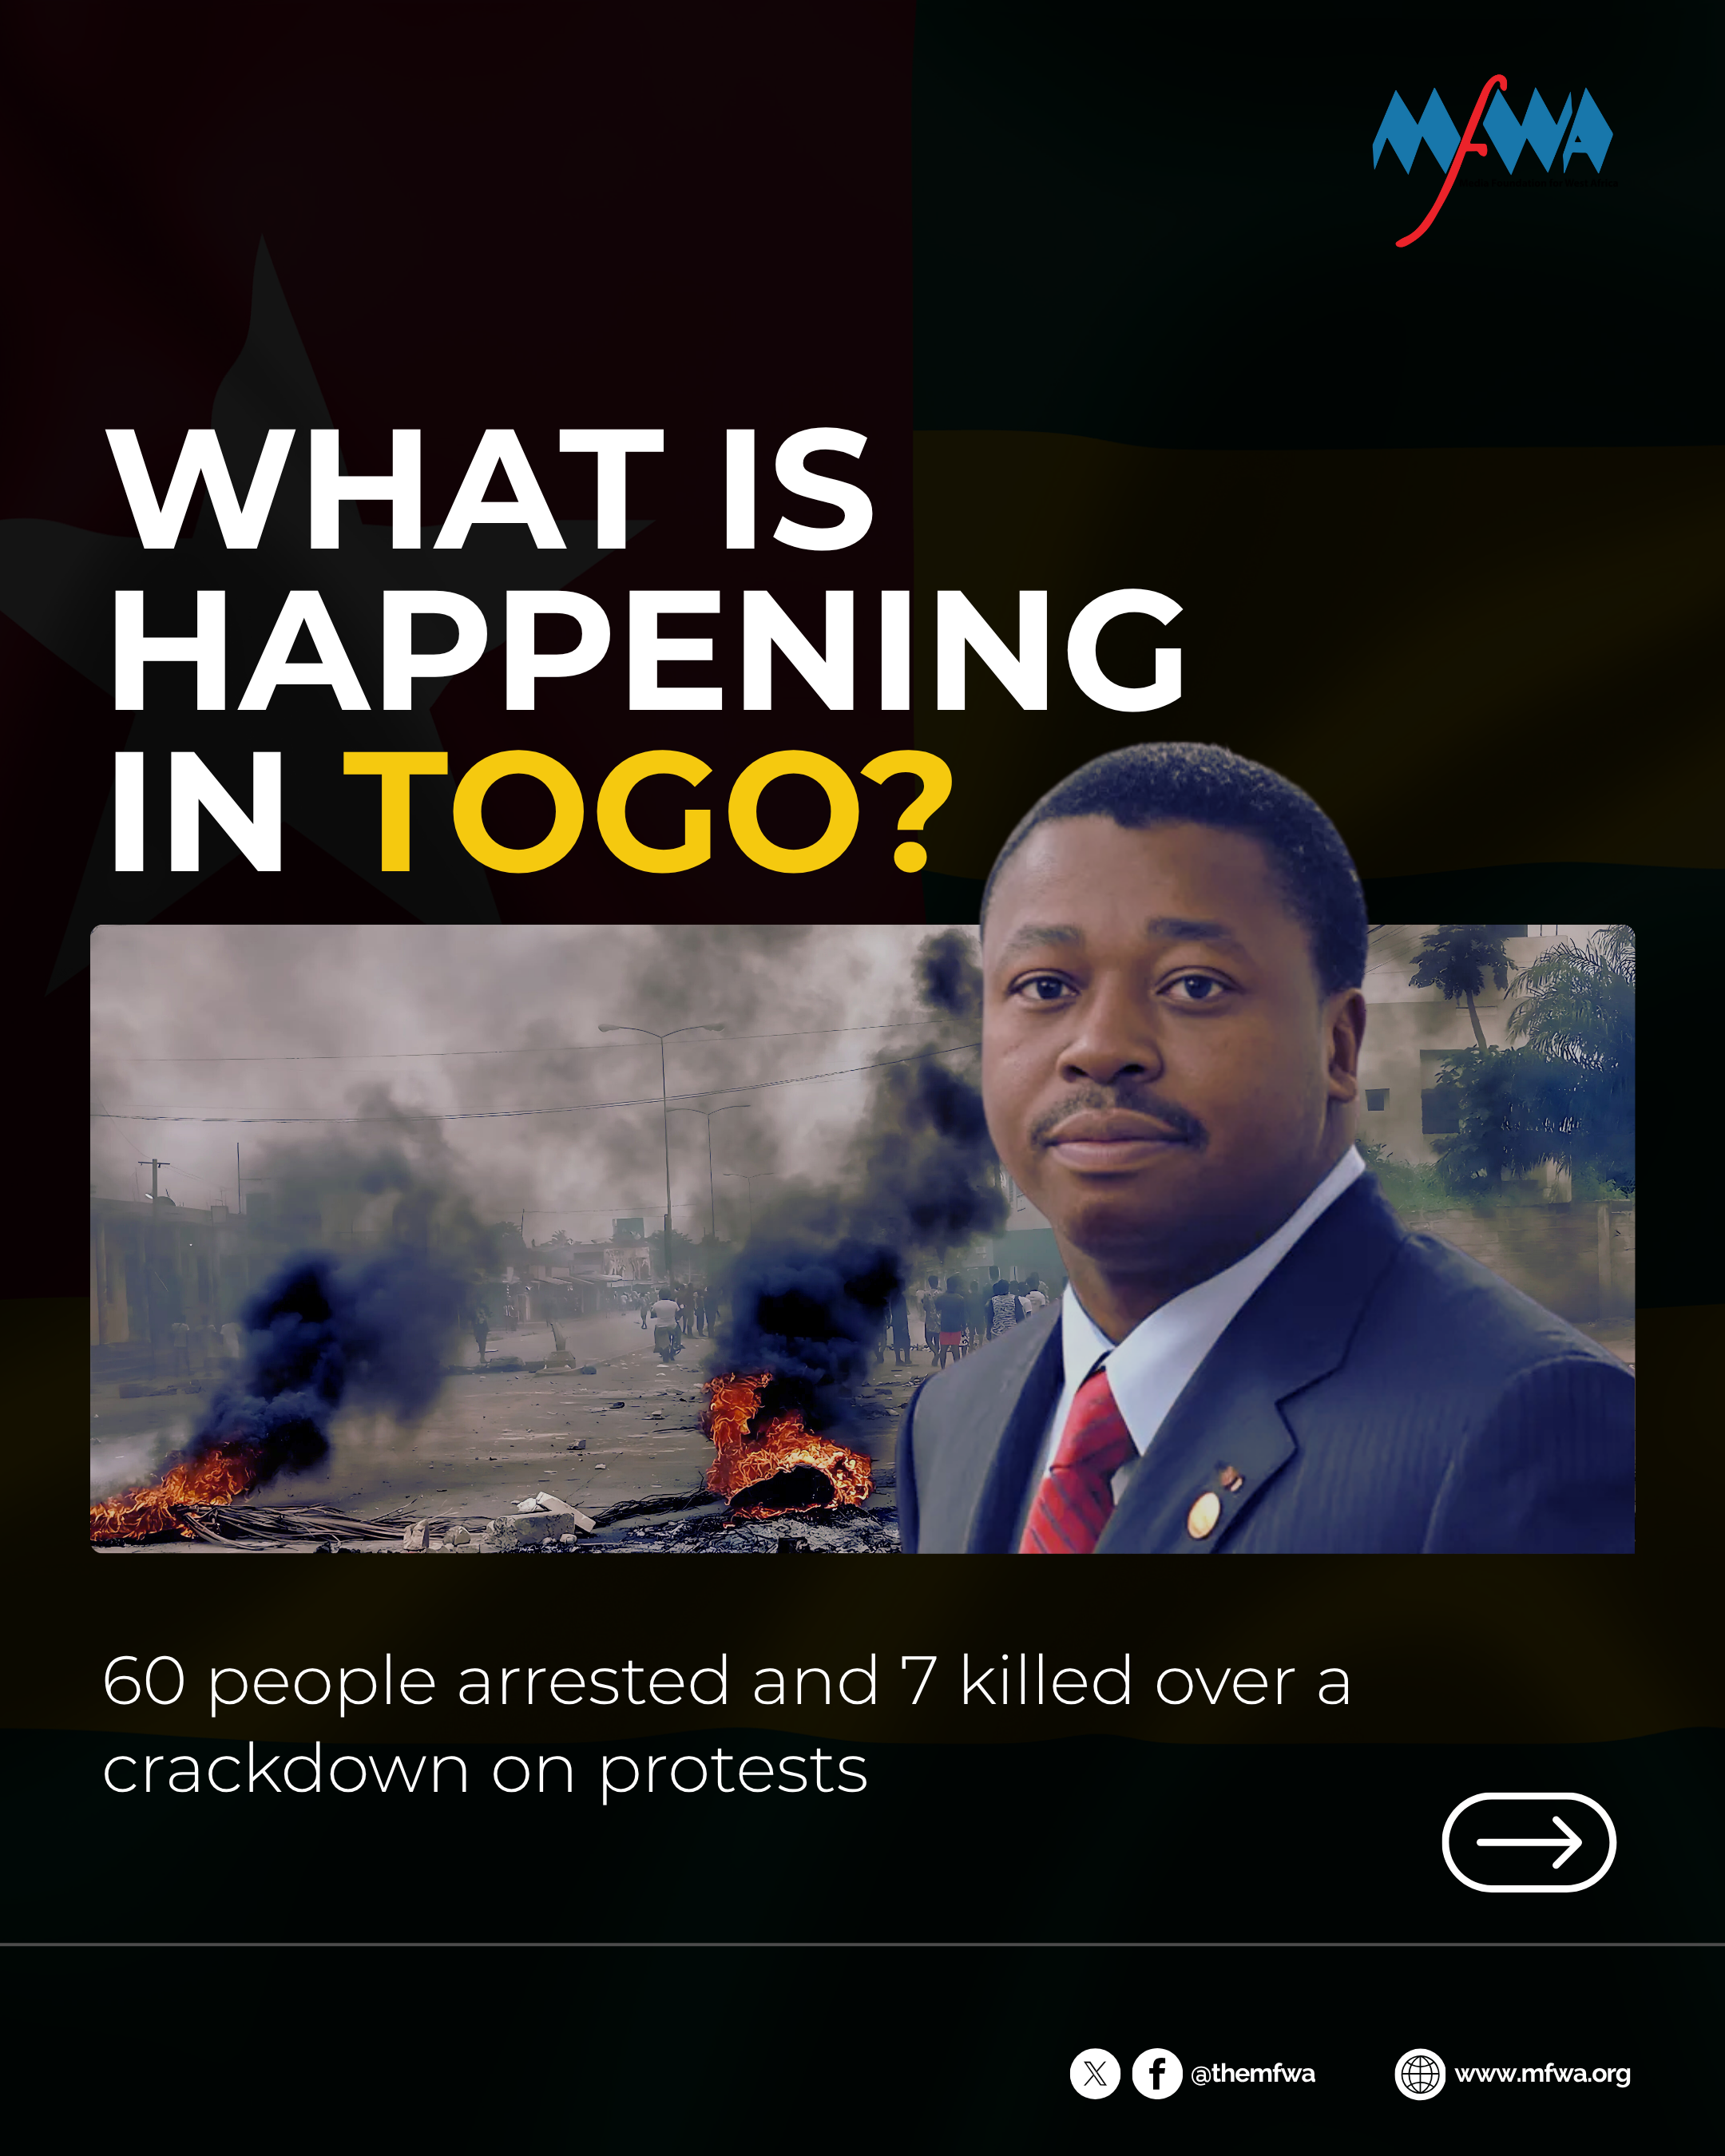 MfWA
WHAT IS
HAPPENING
IN TOGO?
60 people arrested and 7 killed over a
crackdown on protests
@themfwa
www.mfwa.org